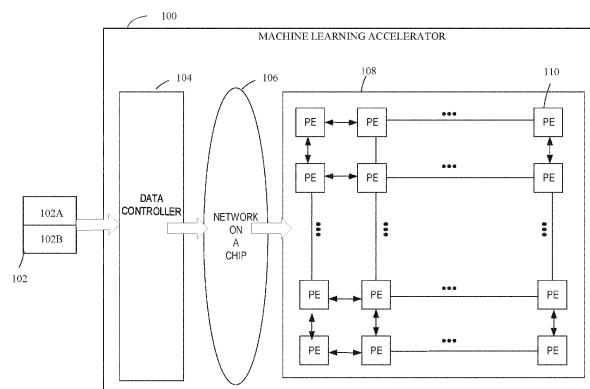 100
MACHINE LEARNING ACCELERATOR
104
106
108
110
PE PE ••• PE
PE PE ••• PE
102A
102B
102
DATA
CONTROLLER
NETWORK
ON
A
CHIP
PE PE ••• PE
PE PE ••• PE